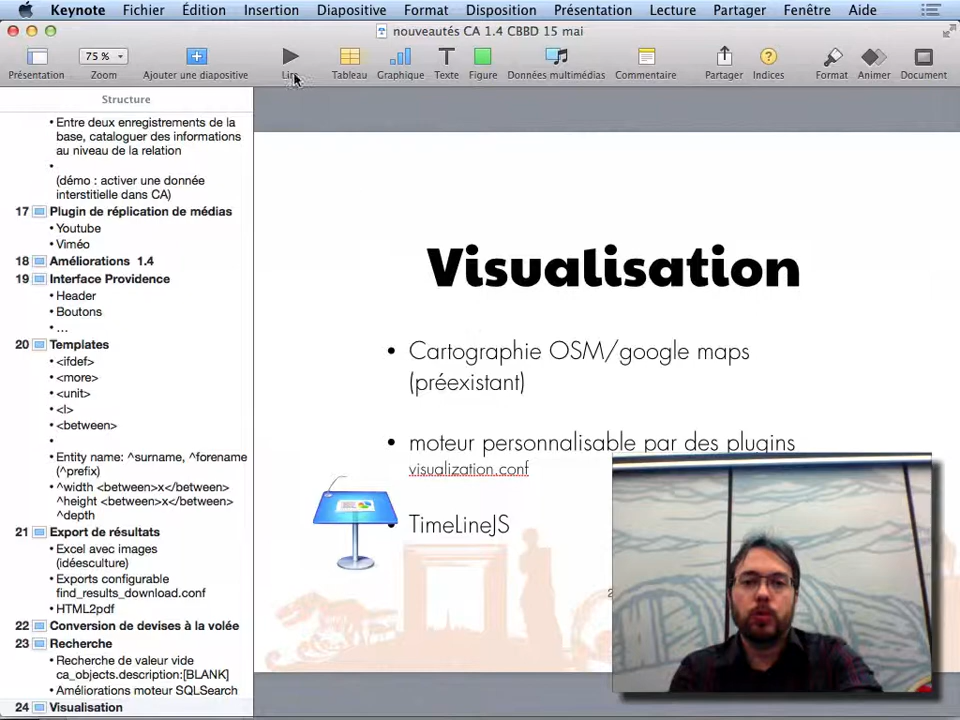 Keynote Fichier Édition Insertion Diapositive Format Disposition Présentation Lecture Partager Fenêtre Aide
nouveautés CA 1.4 CBBD 15 mai
75 %
Présentation Zoom Ajouter une diapositive Tableau Graphique Texte Figure Données multimédias Commentaire Partager Indices Format Animer Document
Structure
• Entre deux enregistrements de la
base, cataloguer des informations
au niveau de la relation
•
(démo : activer une donnée
interstitielle dans CA)
17 Plugin de réplication de médias
• Youtube
• Viméo
18 Améliorations 1.4
19 Interface Providence
• Header
• Boutons
• ...
20 Templates
• <ifdef>
• <more>
• <unit>
• <l>
• <between>
•
• Entity name: ^surname, ^forename
(^prefix)
• ^width <between>x</between>
^height <between>x</between>
^depth
21 Export de résultats
• Excel avec images
(idéesculture)
• Exports configurable
find_results_download.conf
• HTML2pdf
22 Conversion de devises à la volée
23 Recherche
• Recherche de valeur vide
ca_objects.description:[BLANK]
• Améliorations moteur SQLSearch
24 Visualisation
Visualisation
• Cartographie OSM/google maps
(préexistant)
• moteur personnalisable par des plugins
visualization.conf
• TimeLineJS